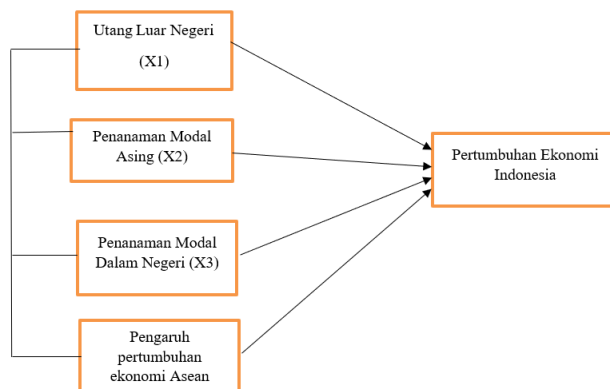 Utang Luar Negeri
(X1)
Penanaman Modal
Asing (X2)
Penanaman Modal
Dalam Negeri (X3)
Pengaruh
pertumbuhan
ekonomi Asean
Pertumbuhan Ekonomi
Indonesia